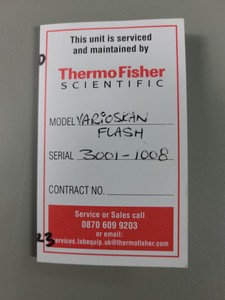 This unit is serviced
and maintained by
ThermoFisher
SCIENTIFIC
MODEL VARIOSKAN
FLASH
SERIAL 3001-1008
CONTRACT NO.
Service or Sales call
0870 609 9203
or email:
services.labequip.uk@thermofisher.com
23